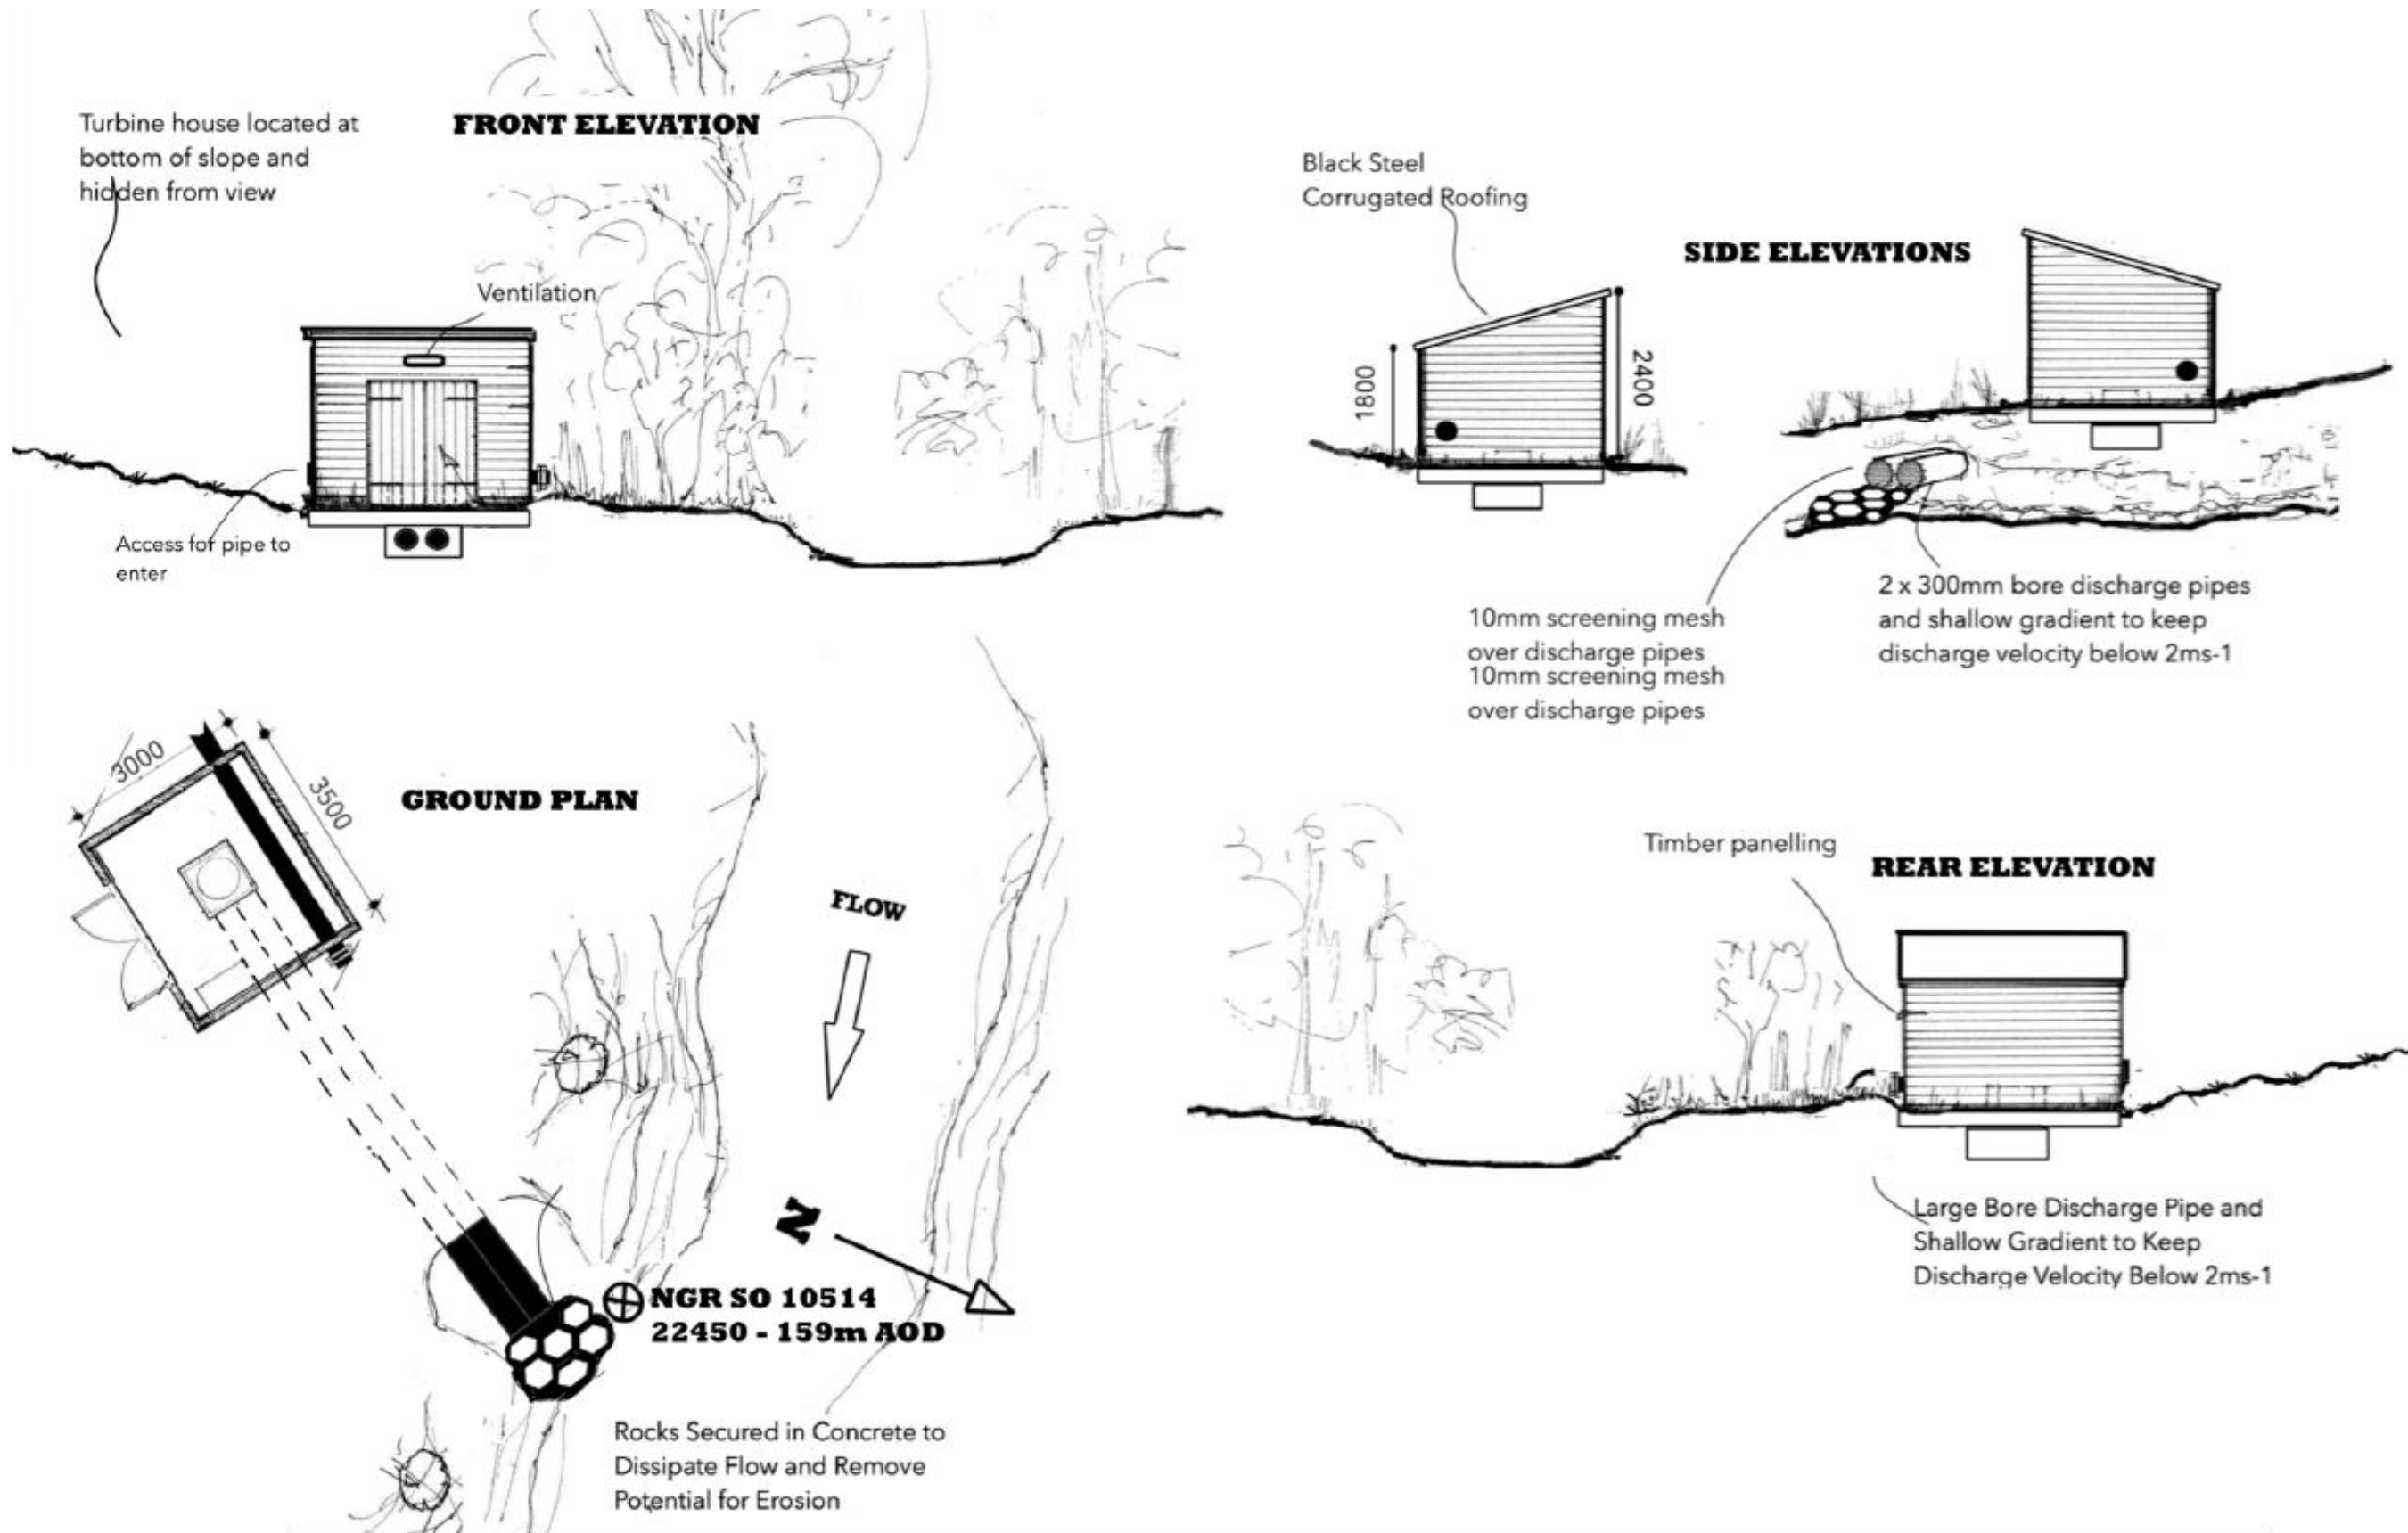 Turbine house located at
bottom of slope and
hidden from view
FRONT ELEVATION
Ventilation
Access for pipe to
enter
Black Steel
Corrugated Roofing
SIDE ELEVATIONS
1800
2400
10mm screening mesh
over discharge pipes
10mm screening mesh
over discharge pipes
2 x 300mm bore discharge pipes
and shallow gradient to keep
discharge velocity below 2ms-1
3000
3500
GROUND PLAN
FLOW
N
NGR SO 10514
22450 - 159m AOD
Rocks Secured in Concrete to
Dissipate Flow and Remove
Potential for Erosion
Timber panelling
REAR ELEVATION
Large Bore Discharge Pipe and
Shallow Gradient to Keep
Discharge Velocity Below 2ms-1